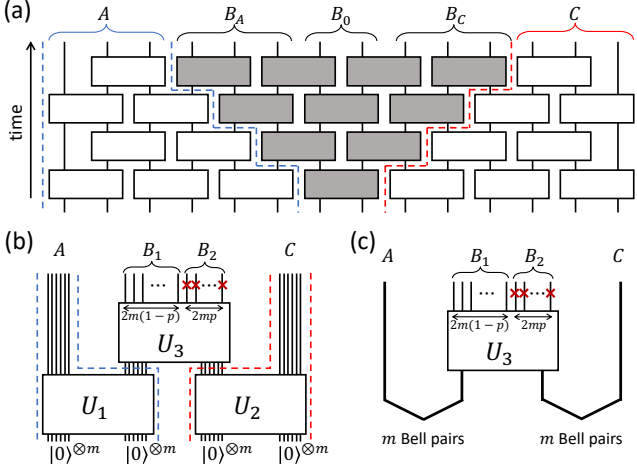 (a)
A B_A B_0 B_C C
time
(b)
A B_1 B_2 C
...
...
2m(1-p) 2mp
U_3
U_1 U_2
|0⟩^{⊗m} |0⟩^{⊗m} |0⟩^{⊗m} |0⟩^{⊗m}
(c)
A B_1 B_2 C
...
...
2m(1-p) 2mp
U_3
m Bell pairs m Bell pairs